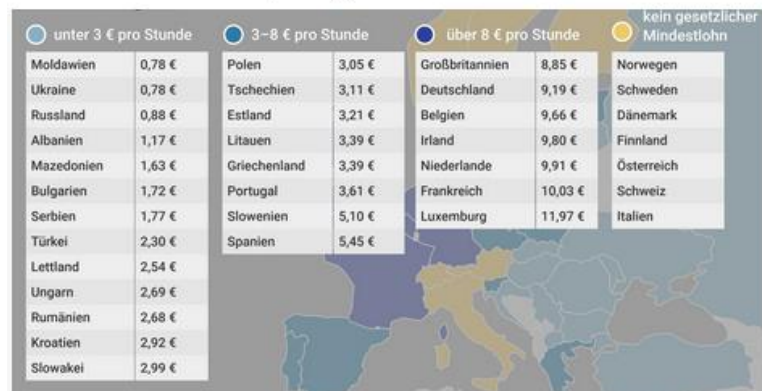 unter 3 € pro Stunde
Moldawien 0,78 €
Ukraine 0,78 €
Russland 0,88 €
Albanien 1,17 €
Mazedonien 1,63 €
Bulgarien 1,72 €
Serbien 1,77 €
Türkei 2,30 €
Lettland 2,54 €
Ungarn 2,69 €
Rumänien 2,68 €
Kroatien 2,92 €
Slowakei 2,99 €
3–8 € pro Stunde
Polen 3,05 €
Tschechien 3,11 €
Estland 3,21 €
Litauen 3,39 €
Griechenland 3,39 €
Portugal 3,61 €
Slowenien 5,10 €
Spanien 5,45 €
über 8 € pro Stunde
Großbritannien 8,85 €
Deutschland 9,19 €
Belgien 9,66 €
Irland 9,80 €
Niederlande 9,91 €
Frankreich 10,03 €
Luxemburg 11,97 €
kein gesetzlicher
Mindestlohn
Norwegen
Schweden
Dänemark
Finnland
Österreich
Schweiz
Italien